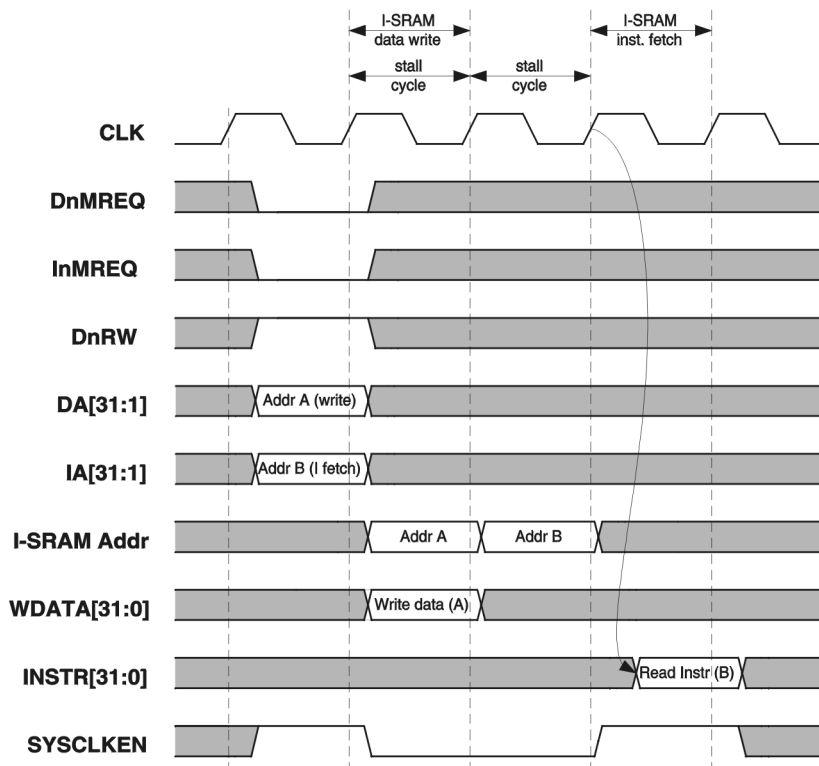 I-SRAM
data write
I-SRAM
inst. fetch
stall
cycle
stall
cycle
CLK
DnMREQ
InMREQ
DnRW
DA[31:1]
Addr A (write)
IA[31:1]
Addr B (I fetch)
I-SRAM Addr
Addr A
Addr B
WDATA[31:0]
Write data (A)
INSTR[31:0]
Read Instr (B)
SYSCLKEN